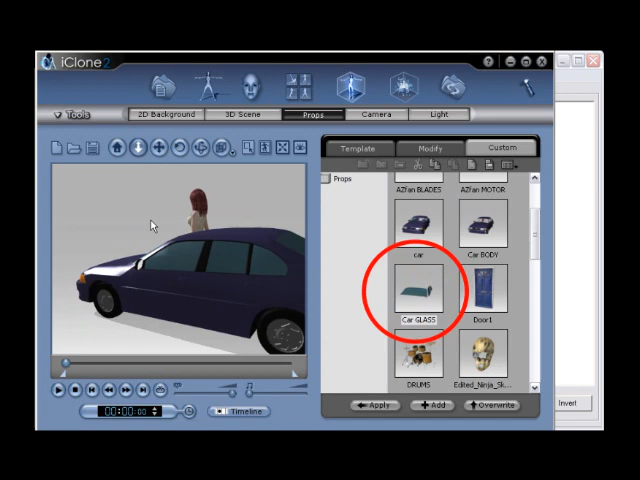 iClone2
Tools
2D Background
3D Scene
Props
Camera
Light
Template
Modify
Custom
Props
AZfan BLADES
AZfan MOTOR
car
Car BODY
Car GLASS
Door1
DRUMS
Edited_Ninja_Sk...
00:00:00
Timeline
Apply
Add
Overwrite
Invert